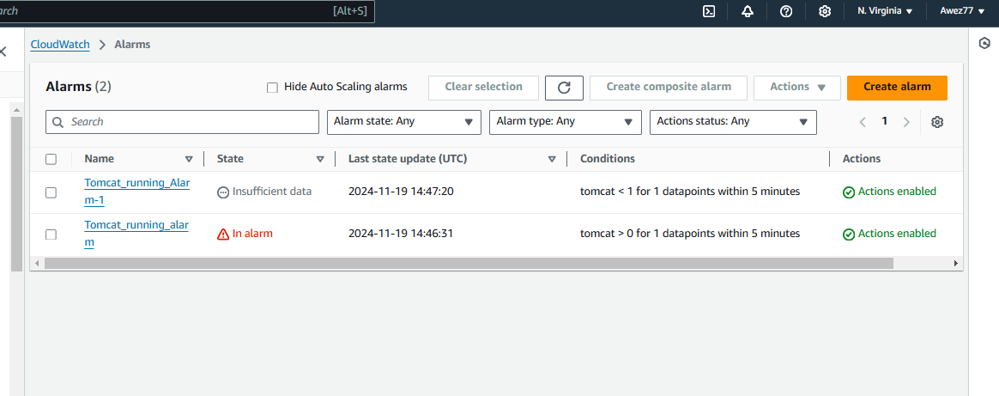 arch [Alt+S] N. Virginia Awez77
CloudWatch > Alarms
Alarms (2) Hide Auto Scaling alarms Clear selection Create composite alarm Actions Create alarm
Search Alarm state: Any Alarm type: Any Actions status: Any 1
Name State Last state update (UTC) Conditions Actions
Tomcat_running_Alar
m-1
Insufficient data 2024-11-19 14:47:20 tomcat < 1 for 1 datapoints within 5 minutes Actions enabled
Tomcat_running_alar
m
In alarm 2024-11-19 14:46:31 tomcat > 0 for 1 datapoints within 5 minutes Actions enabled